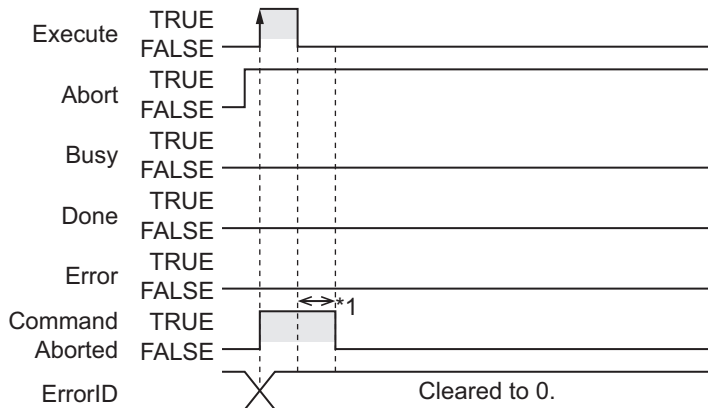 Execute TRUE
FALSE
Abort TRUE
FALSE
Busy TRUE
FALSE
Done TRUE
FALSE
Error TRUE
FALSE
*1
Command TRUE
Aborted FALSE
ErrorID Cleared to 0.